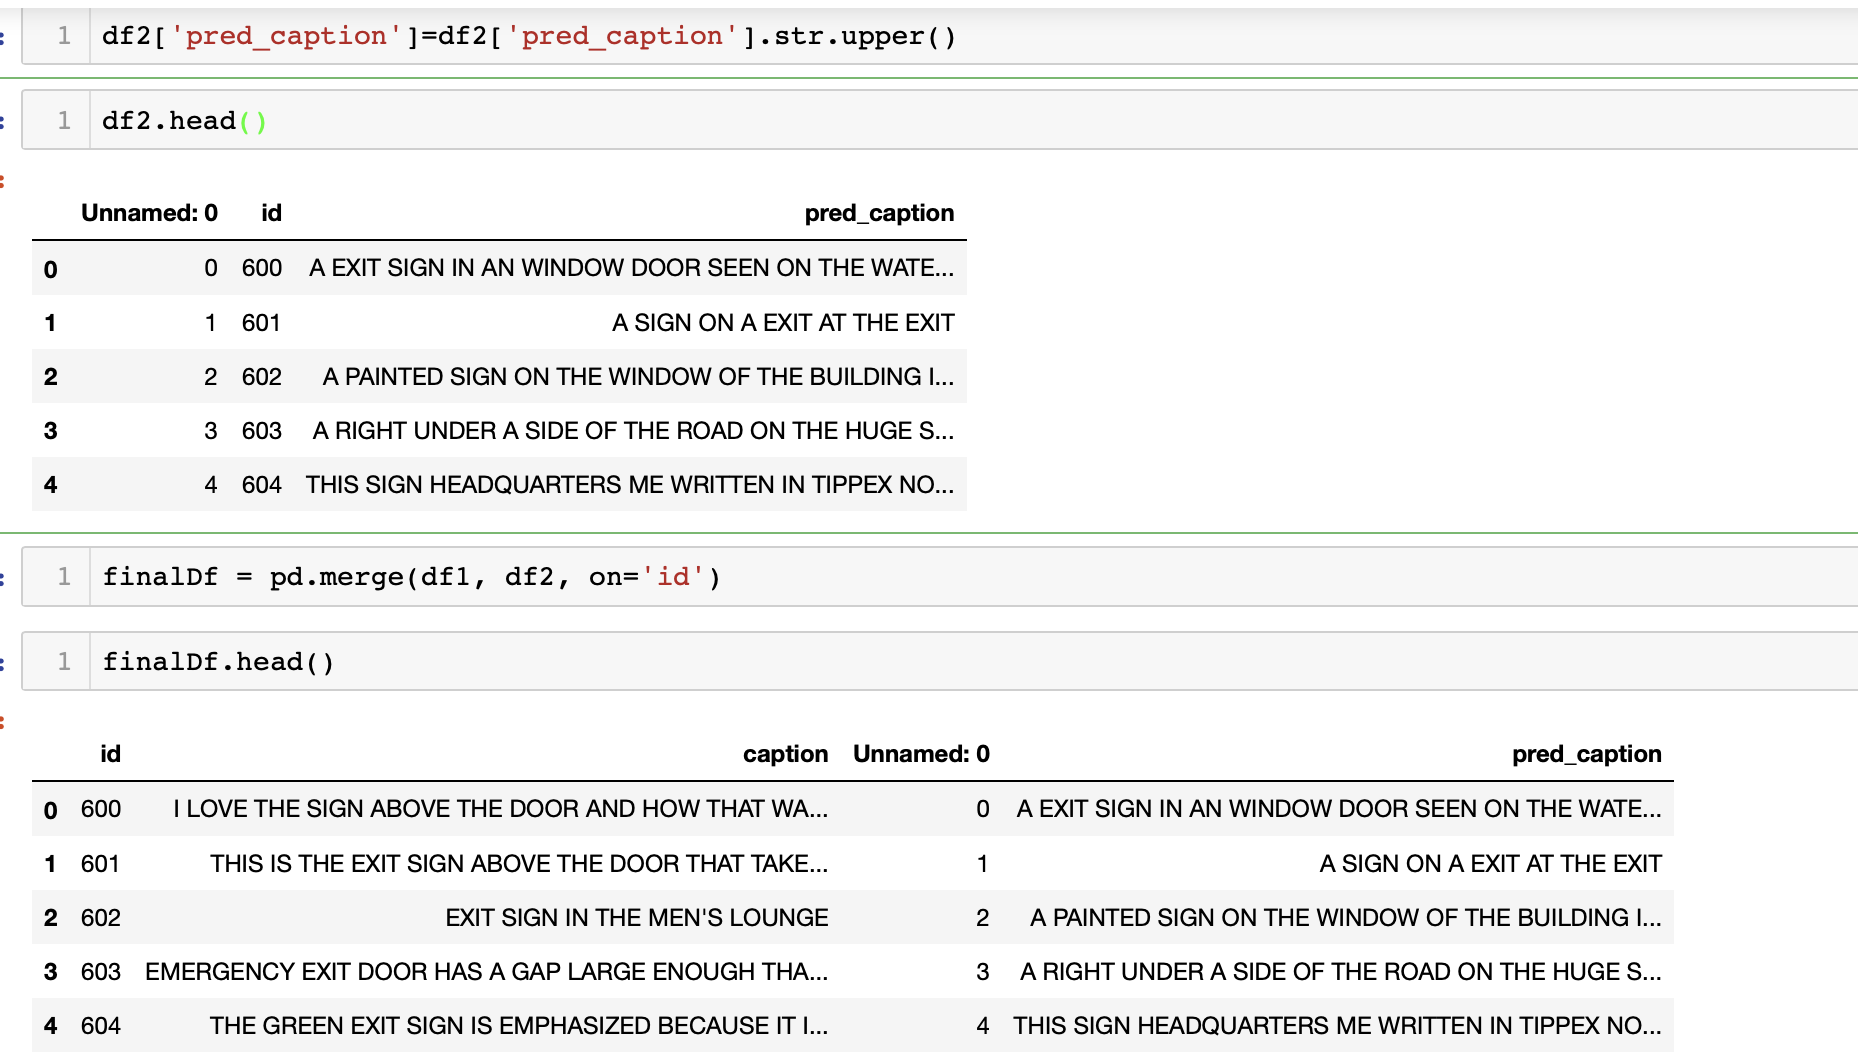 : 1 df2['pred_caption']=df2['pred_caption'].str.upper()
: 1 df2.head()
:
Unnamed: 0 id pred_caption
0 0 600 A EXIT SIGN IN AN WINDOW DOOR SEEN ON THE WATE...
1 1 601 A SIGN ON A EXIT AT THE EXIT
2 2 602 A PAINTED SIGN ON THE WINDOW OF THE BUILDING I...
3 3 603 A RIGHT UNDER A SIDE OF THE ROAD ON THE HUGE S...
4 4 604 THIS SIGN HEADQUARTERS ME WRITTEN IN TIPPEX NO...
: 1 finalDf = pd.merge(df1, df2, on='id')
: 1 finalDf.head()
:
id caption Unnamed: 0 pred_caption
0 600 I LOVE THE SIGN ABOVE THE DOOR AND HOW THAT WA... 0 A EXIT SIGN IN AN WINDOW DOOR SEEN ON THE WATE...
1 601 THIS IS THE EXIT SIGN ABOVE THE DOOR THAT TAKE... 1 A SIGN ON A EXIT AT THE EXIT
2 602 EXIT SIGN IN THE MEN'S LOUNGE 2 A PAINTED SIGN ON THE WINDOW OF THE BUILDING I...
3 603 EMERGENCY EXIT DOOR HAS A GAP LARGE ENOUGH THA... 3 A RIGHT UNDER A SIDE OF THE ROAD ON THE HUGE S...
4 604 THE GREEN EXIT SIGN IS EMPHASIZED BECAUSE IT I... 4 THIS SIGN HEADQUARTERS ME WRITTEN IN TIPPEX NO...